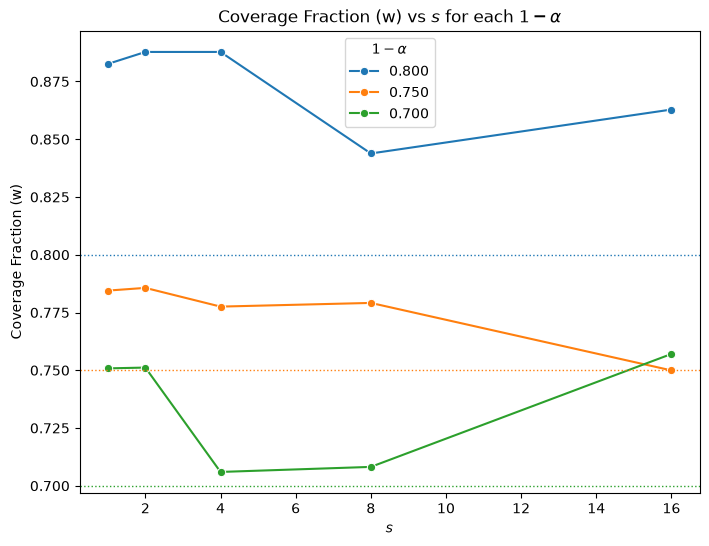 Coverage Fraction (w) vs s for each 1 − α
1 − α
0.800
0.750
0.700
Coverage Fraction (w)
0.875
0.850
0.825
0.800
0.775
0.750
0.725
0.700
2 4 6 8 10 12 14 16
s